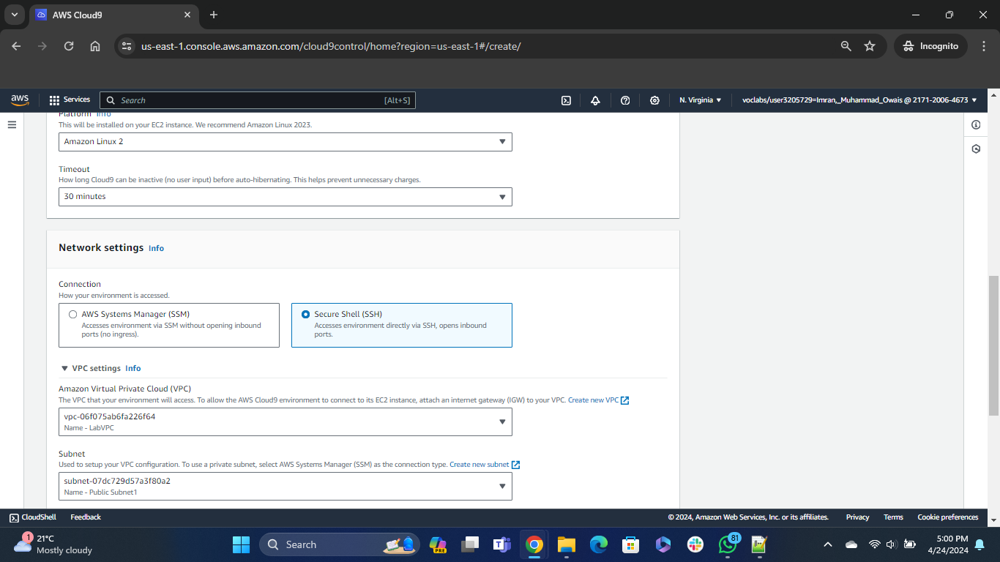 AWS Cloud9
us-east-1.console.aws.amazon.com/cloud9control/home?region=us-east-1#/create/
Incognito
aws
Services
Search
[Alt+S]
N. Virginia
voclabs/user3205729=Imran,_Muhammad_Owais @ 2171-2006-4673
Platform Info
This will be installed on your EC2 instance. We recommend Amazon Linux 2023.
Amazon Linux 2
Timeout
How long Cloud9 can be inactive (no user input) before auto-hibernating. This helps prevent unnecessary charges.
30 minutes
Network settings Info
Connection
How your environment is accessed.
AWS Systems Manager (SSM)
Accesses environment via SSM without opening inbound
ports (no ingress).
Secure Shell (SSH)
Accesses environment directly via SSH, opens inbound
ports.
VPC settings Info
Amazon Virtual Private Cloud (VPC)
The VPC that your environment will access. To allow the AWS Cloud9 environment to connect to its EC2 instance, attach an internet gateway (IGW) to your VPC. Create new VPC
vpc-06f075ab6fa226f64
Name - LabVPC
Subnet
Used to setup your VPC configuration. To use a private subnet, select AWS Systems Manager (SSM) as the connection type. Create new subnet
subnet-07dc729d57a3f80a2
Name - Public Subnet1
CloudShell
Feedback
© 2024, Amazon Web Services, Inc. or its affiliates.
Privacy
Terms
Cookie preferences
1
21°C
Mostly cloudy
Search
PRE
81
5:00 PM
4/24/2024